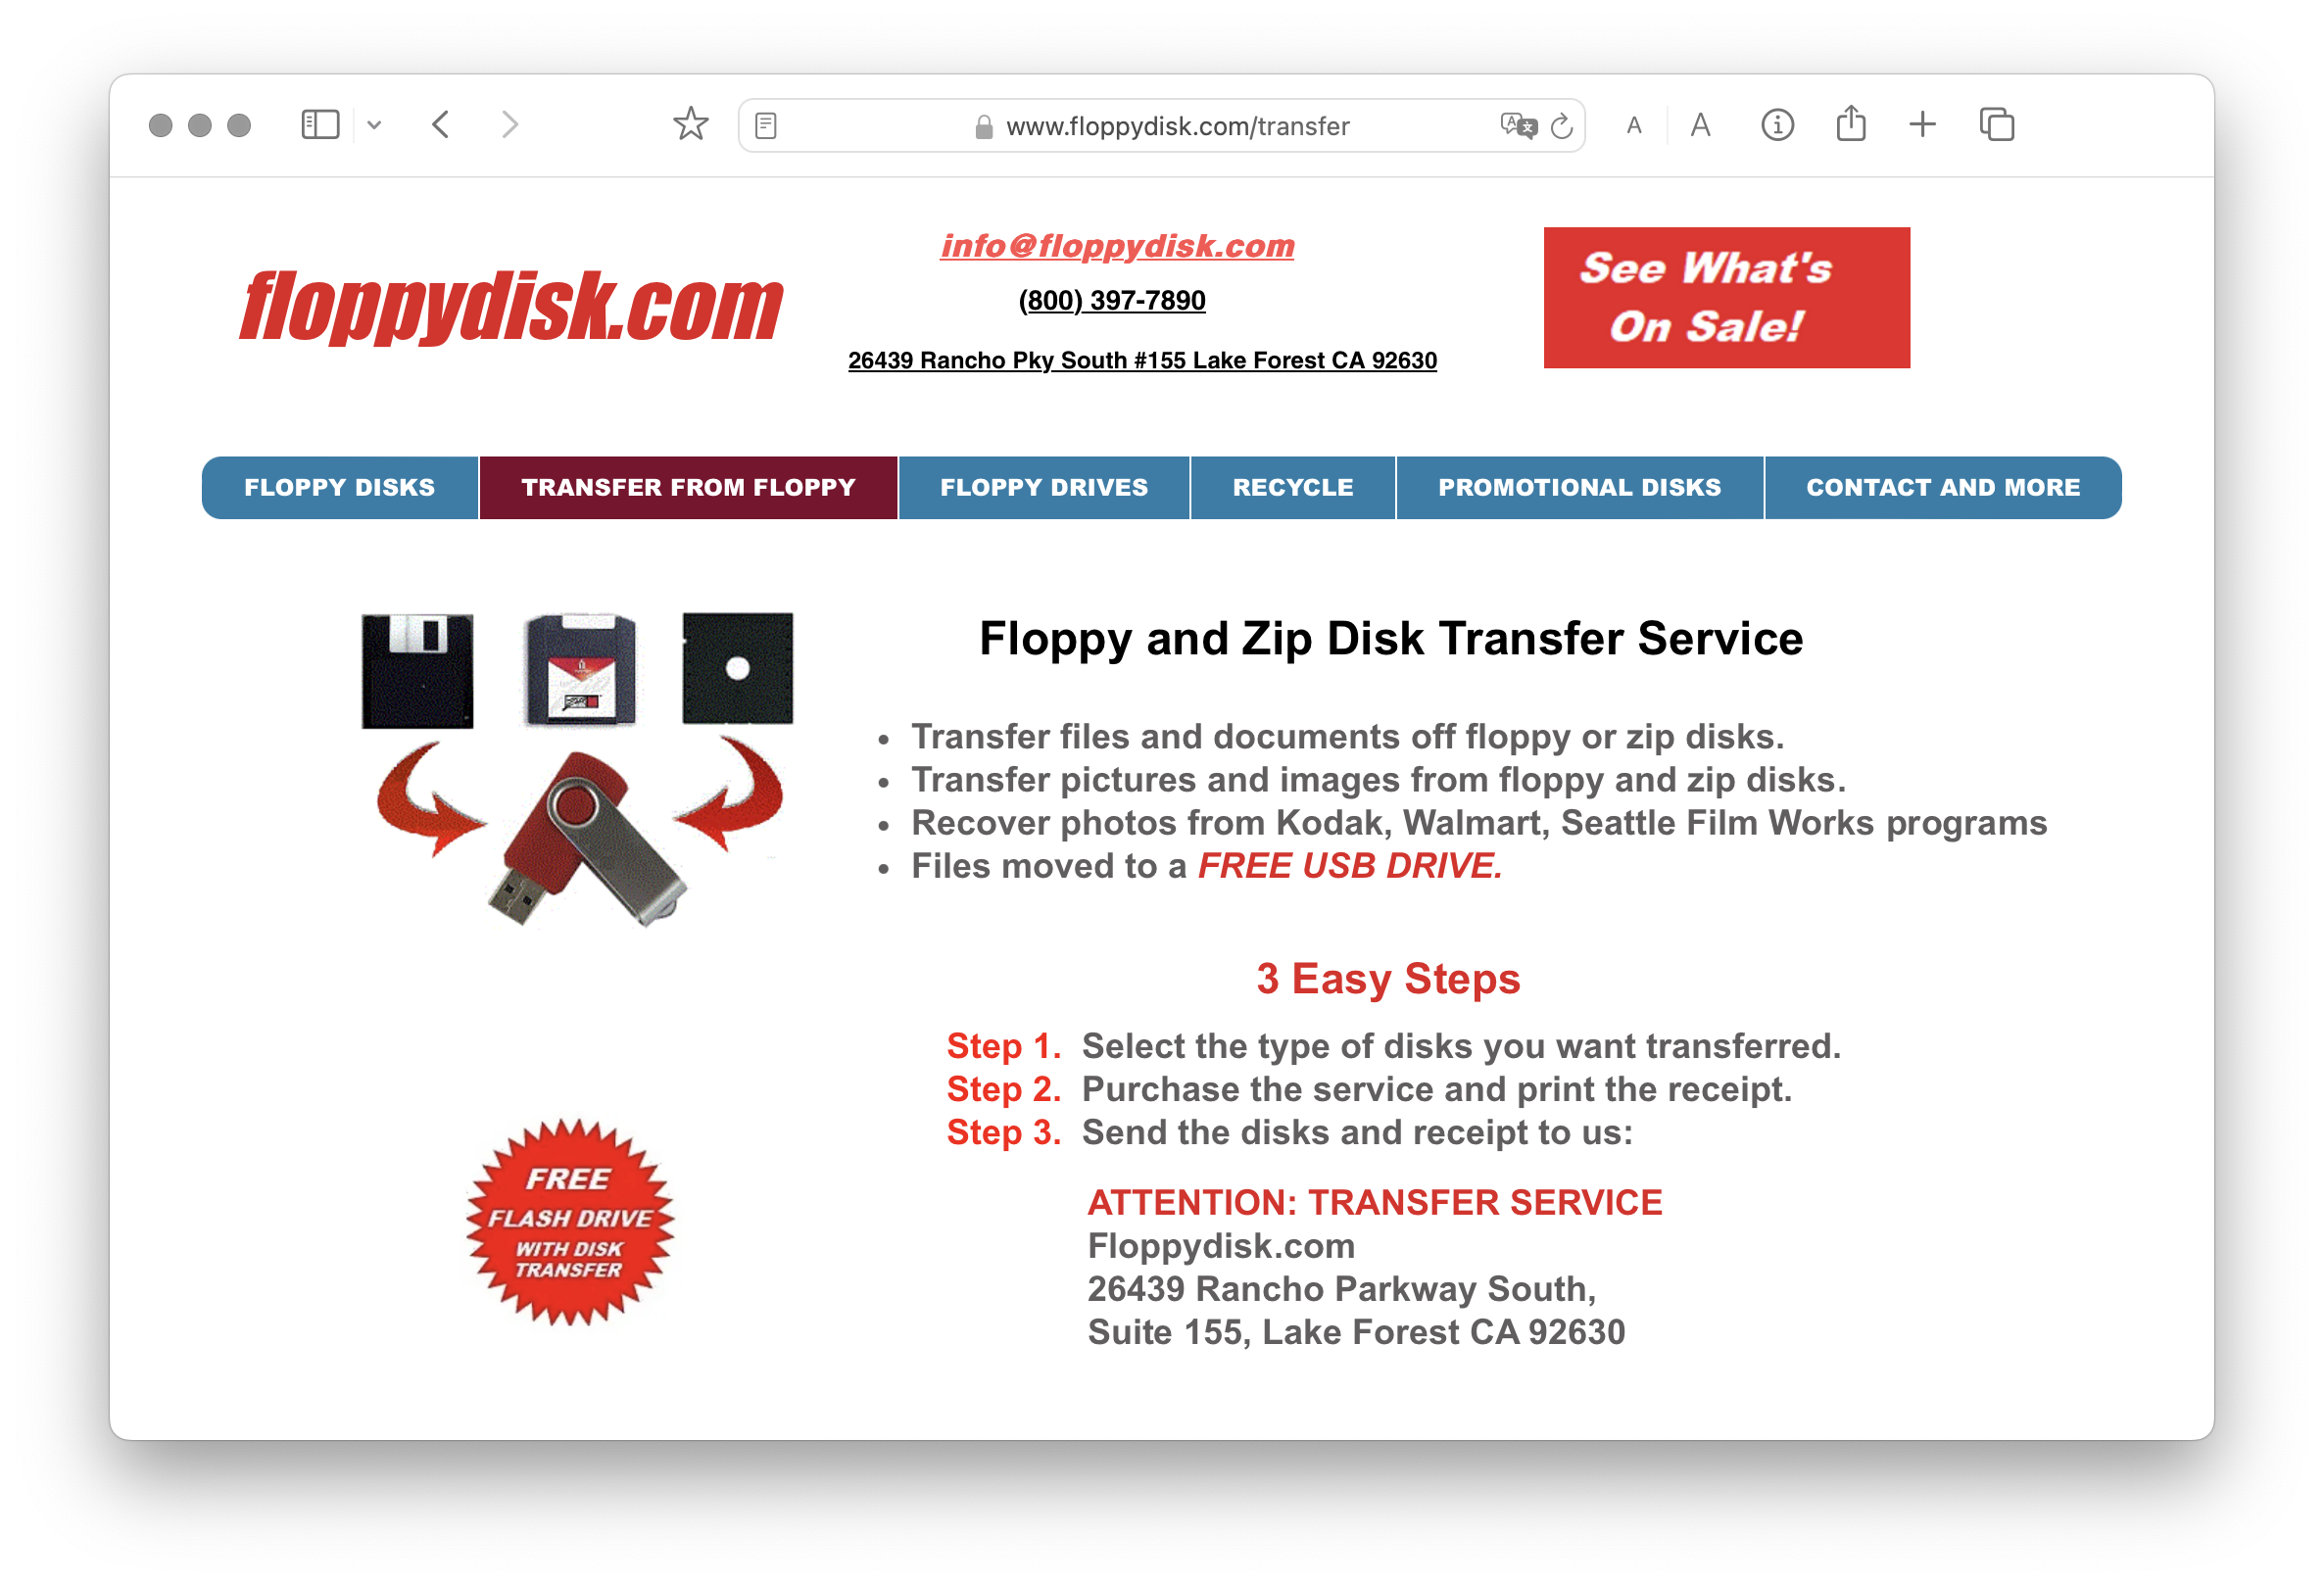 www.floppydisk.com/transfer
A
A
floppydisk.com
info@floppydisk.com
(800) 397-7890
26439 Rancho Pky South #155 Lake Forest CA 92630
See What's
On Sale!
FLOPPY DISKS
TRANSFER FROM FLOPPY
FLOPPY DRIVES
RECYCLE
PROMOTIONAL DISKS
CONTACT AND MORE
Floppy and Zip Disk Transfer Service
• Transfer files and documents off floppy or zip disks.
• Transfer pictures and images from floppy and zip disks.
• Recover photos from Kodak, Walmart, Seattle Film Works programs
• Files moved to a FREE USB DRIVE.
3 Easy Steps
Step 1. Select the type of disks you want transferred.
Step 2. Purchase the service and print the receipt.
Step 3. Send the disks and receipt to us:
ATTENTION: TRANSFER SERVICE
Floppydisk.com
26439 Rancho Parkway South,
Suite 155, Lake Forest CA 92630
FREE
FLASH DRIVE
WITH DISK
TRANSFER